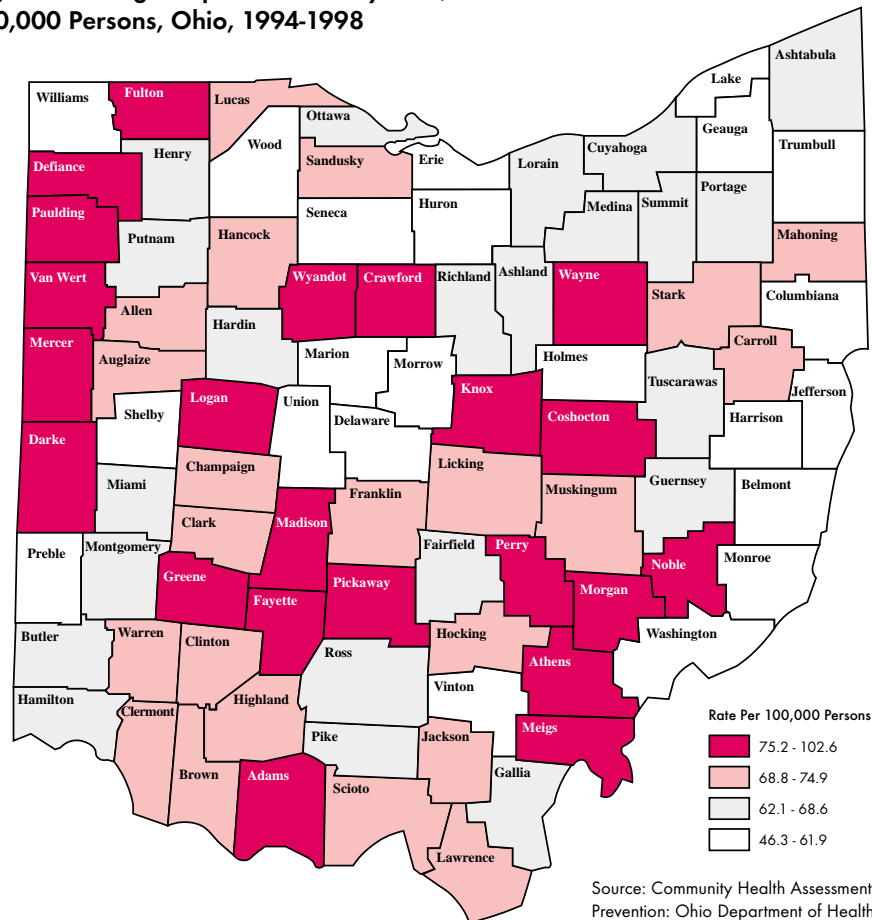 0,000 Persons, Ohio, 1994-1998
Ashtabula
Lake
Williams
Fulton
Lucas
Ottawa
Geauga
Wood
Henry
Sandusky
Erie
Cuyahoga
Trumbull
Defiance
Lorain
Portage
Seneca
Huron
Medina
Summit
Paulding
Putnam
Hancock
Mahoning
Van Wert
Wyandot
Crawford
Richland
Ashland
Wayne
Stark
Columbiana
Allen
Hardin
Mercer
Auglaize
Marion
Morrow
Holmes
Carroll
Tuscarawas
Jefferson
Logan
Union
Knox
Shelby
Delaware
Coshocton
Harrison
Darke
Champaign
Licking
Miami
Franklin
Muskingum
Guernsey
Belmont
Clark
Madison
Preble
Montgomery
Fairfield
Perry
Noble
Monroe
Greene
Fayette
Pickaway
Morgan
Butler
Warren
Clinton
Hocking
Washington
Ross
Athens
Hamilton
Clermont
Highland
Vinton
Pike
Jackson
Meigs
Brown
Adams
Scioto
Gallia
Lawrence
Rate Per 100,000 Persons
75.2 - 102.6
68.8 - 74.9
62.1 - 68.6
46.3 - 61.9
Source: Community Health Assessment
Prevention: Ohio Department of Health